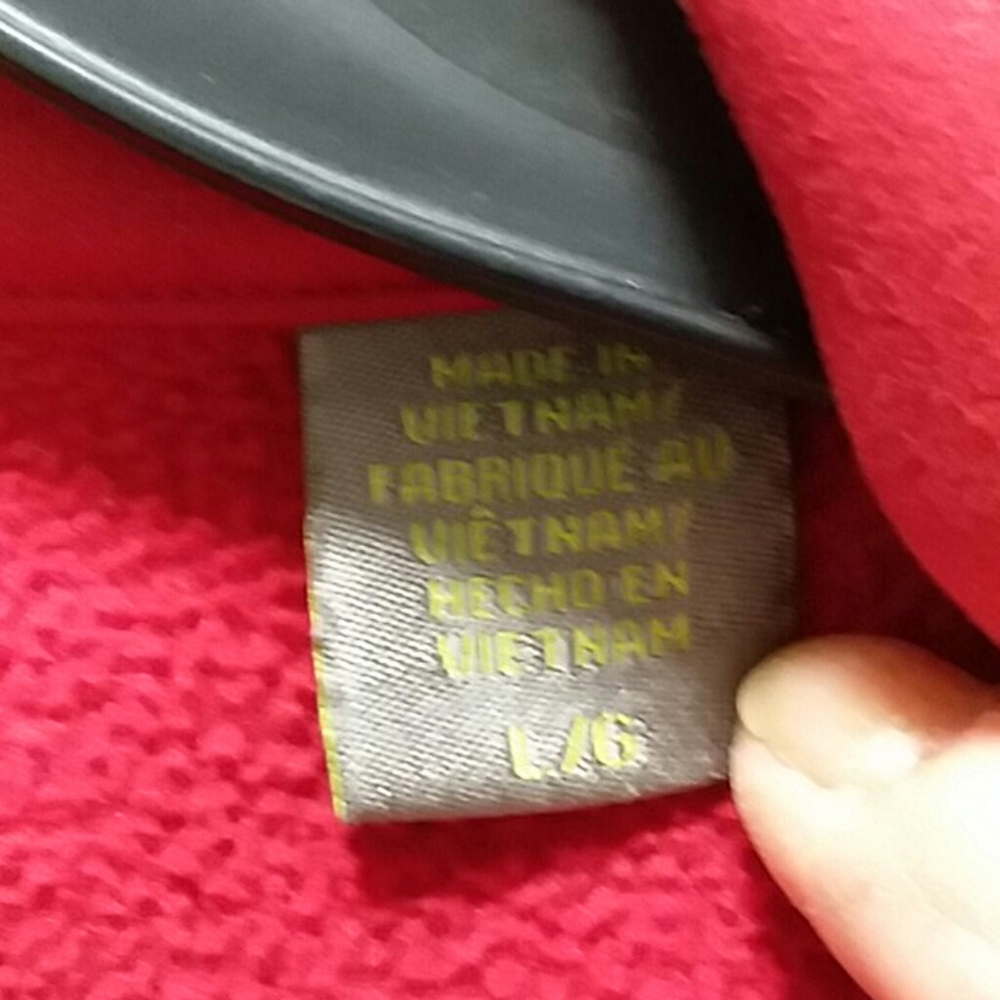 MADE IN
VIETNAM/
FABRIQUÉ AU
VIÊTNAM/
HECHO EN
VIETNAM
L/G